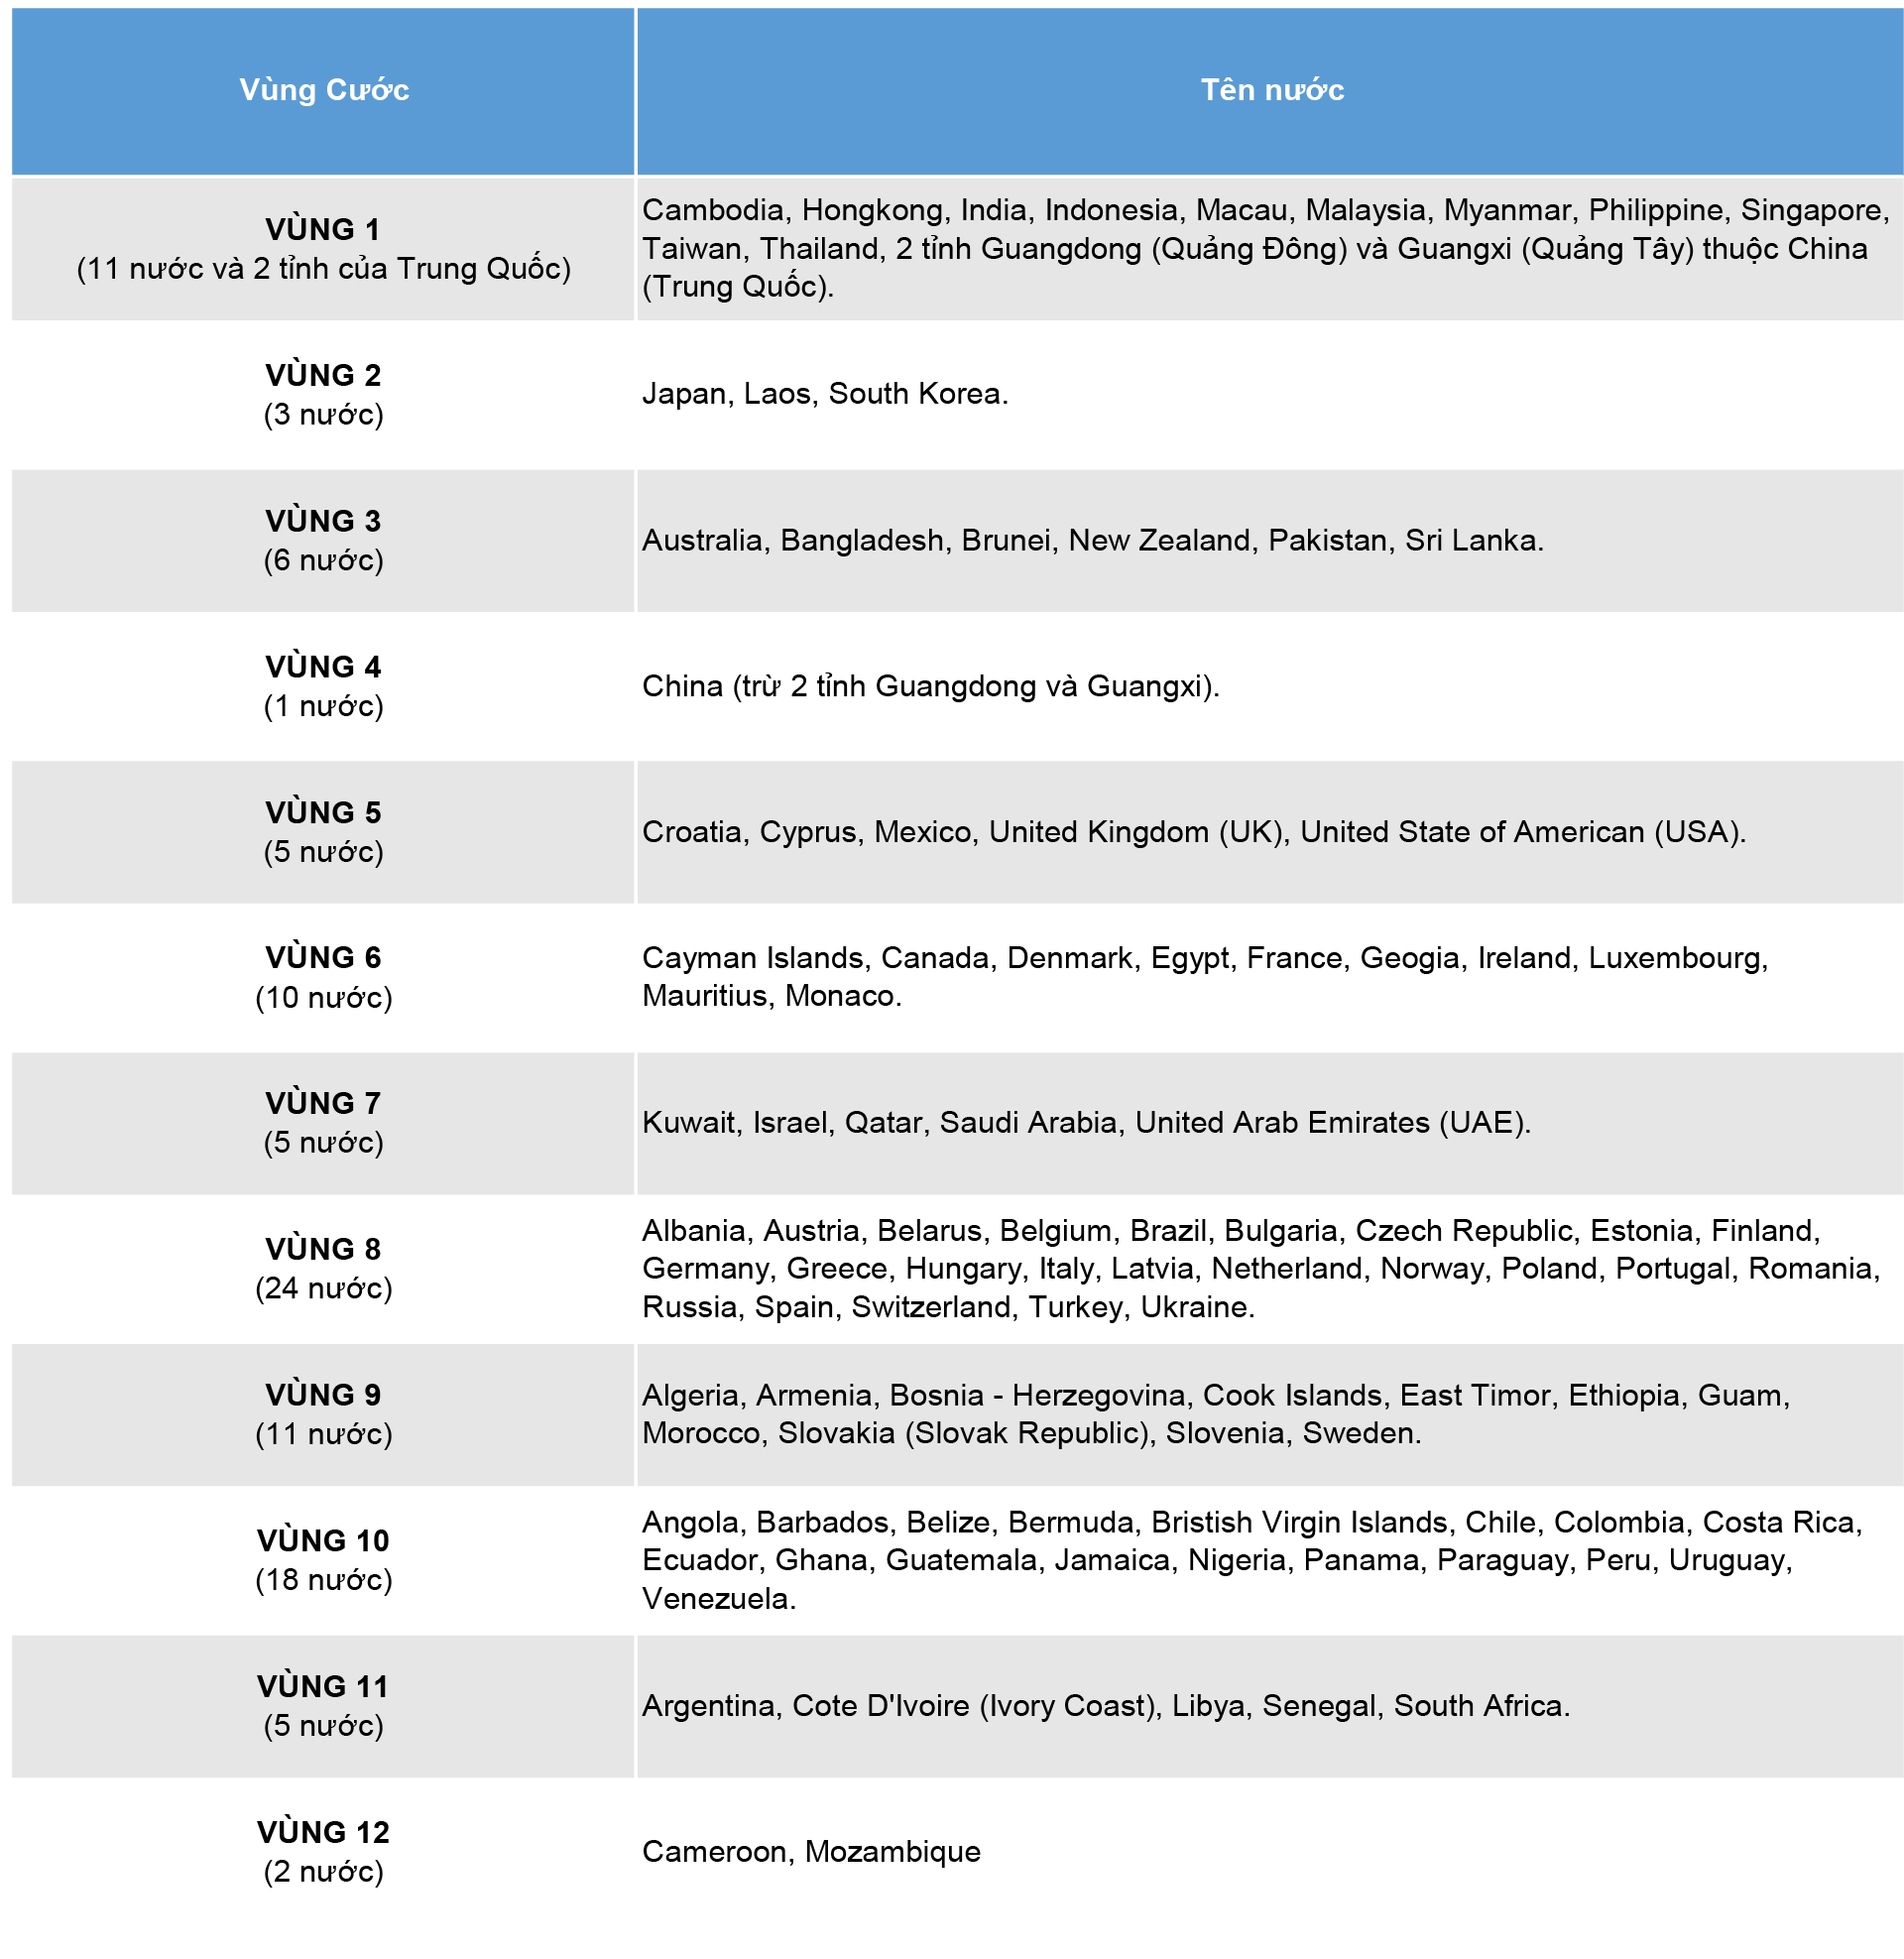 Vùng Cước
Tên nước
VÙNG 1
(11 nước và 2 tỉnh của Trung Quốc)
Cambodia, Hongkong, India, Indonesia, Macau, Malaysia, Myanmar, Philippine, Singapore,
Taiwan, Thailand, 2 tỉnh Guangdong (Quảng Đông) và Guangxi (Quảng Tây) thuộc China
(Trung Quốc).
VÙNG 2
(3 nước)
Japan, Laos, South Korea.
VÙNG 3
(6 nước)
Australia, Bangladesh, Brunei, New Zealand, Pakistan, Sri Lanka.
VÙNG 4
(1 nước)
China (trừ 2 tỉnh Guangdong và Guangxi).
VÙNG 5
(5 nước)
Croatia, Cyprus, Mexico, United Kingdom (UK), United State of American (USA).
VÙNG 6
(10 nước)
Cayman Islands, Canada, Denmark, Egypt, France, Geogia, Ireland, Luxembourg,
Mauritius, Monaco.
VÙNG 7
(5 nước)
Kuwait, Israel, Qatar, Saudi Arabia, United Arab Emirates (UAE).
VÙNG 8
(24 nước)
Albania, Austria, Belarus, Belgium, Brazil, Bulgaria, Czech Republic, Estonia, Finland,
Germany, Greece, Hungary, Italy, Latvia, Netherland, Norway, Poland, Portugal, Romania,
Russia, Spain, Switzerland, Turkey, Ukraine.
VÙNG 9
(11 nước)
Algeria, Armenia, Bosnia - Herzegovina, Cook Islands, East Timor, Ethiopia, Guam,
Morocco, Slovakia (Slovak Republic), Slovenia, Sweden.
VÙNG 10
(18 nước)
Angola, Barbados, Belize, Bermuda, Bristish Virgin Islands, Chile, Colombia, Costa Rica,
Ecuador, Ghana, Guatemala, Jamaica, Nigeria, Panama, Paraguay, Peru, Uruguay,
Venezuela.
VÙNG 11
(5 nước)
Argentina, Cote D'Ivoire (Ivory Coast), Libya, Senegal, South Africa.
VÙNG 12
(2 nước)
Cameroon, Mozambique